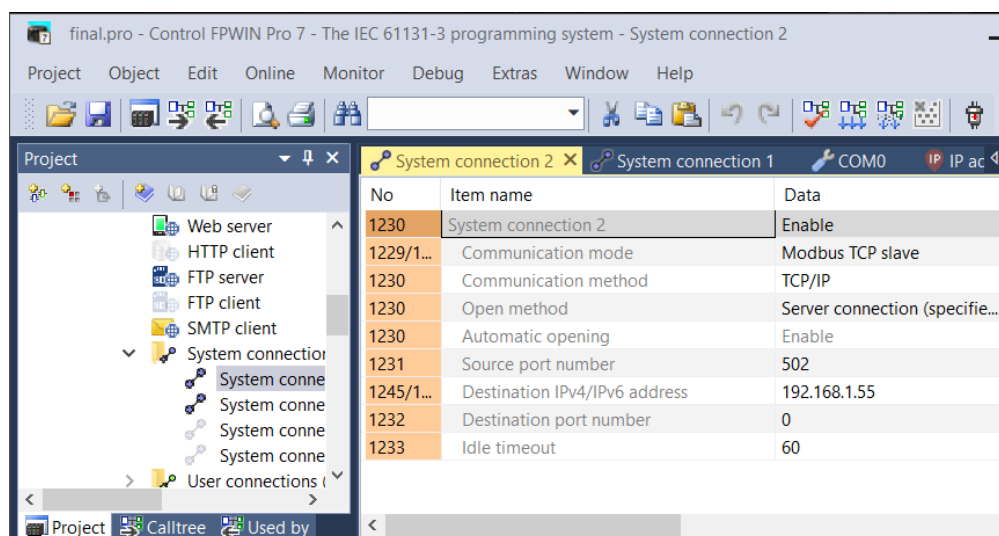 final.pro - Control FPWIN Pro 7 - The IEC 61131-3 programming system - System connection 2
Project Object Edit Online Monitor Debug Extras Window Help
Project
Web server
HTTP client
FTP server
FTP client
SMTP client
System connection
System conne
System conne
System conne
System conne
User connections (
Project Calltree Used by
System connection 2 System connection 1 COM0 IP IP ac
No Item name Data
1230 System connection 2 Enable
1229/1... Communication mode Modbus TCP slave
1230 Communication method TCP/IP
1230 Open method Server connection (specifie...
1230 Automatic opening Enable
1231 Source port number 502
1245/1... Destination IPv4/IPv6 address 192.168.1.55
1232 Destination port number 0
1233 Idle timeout 60